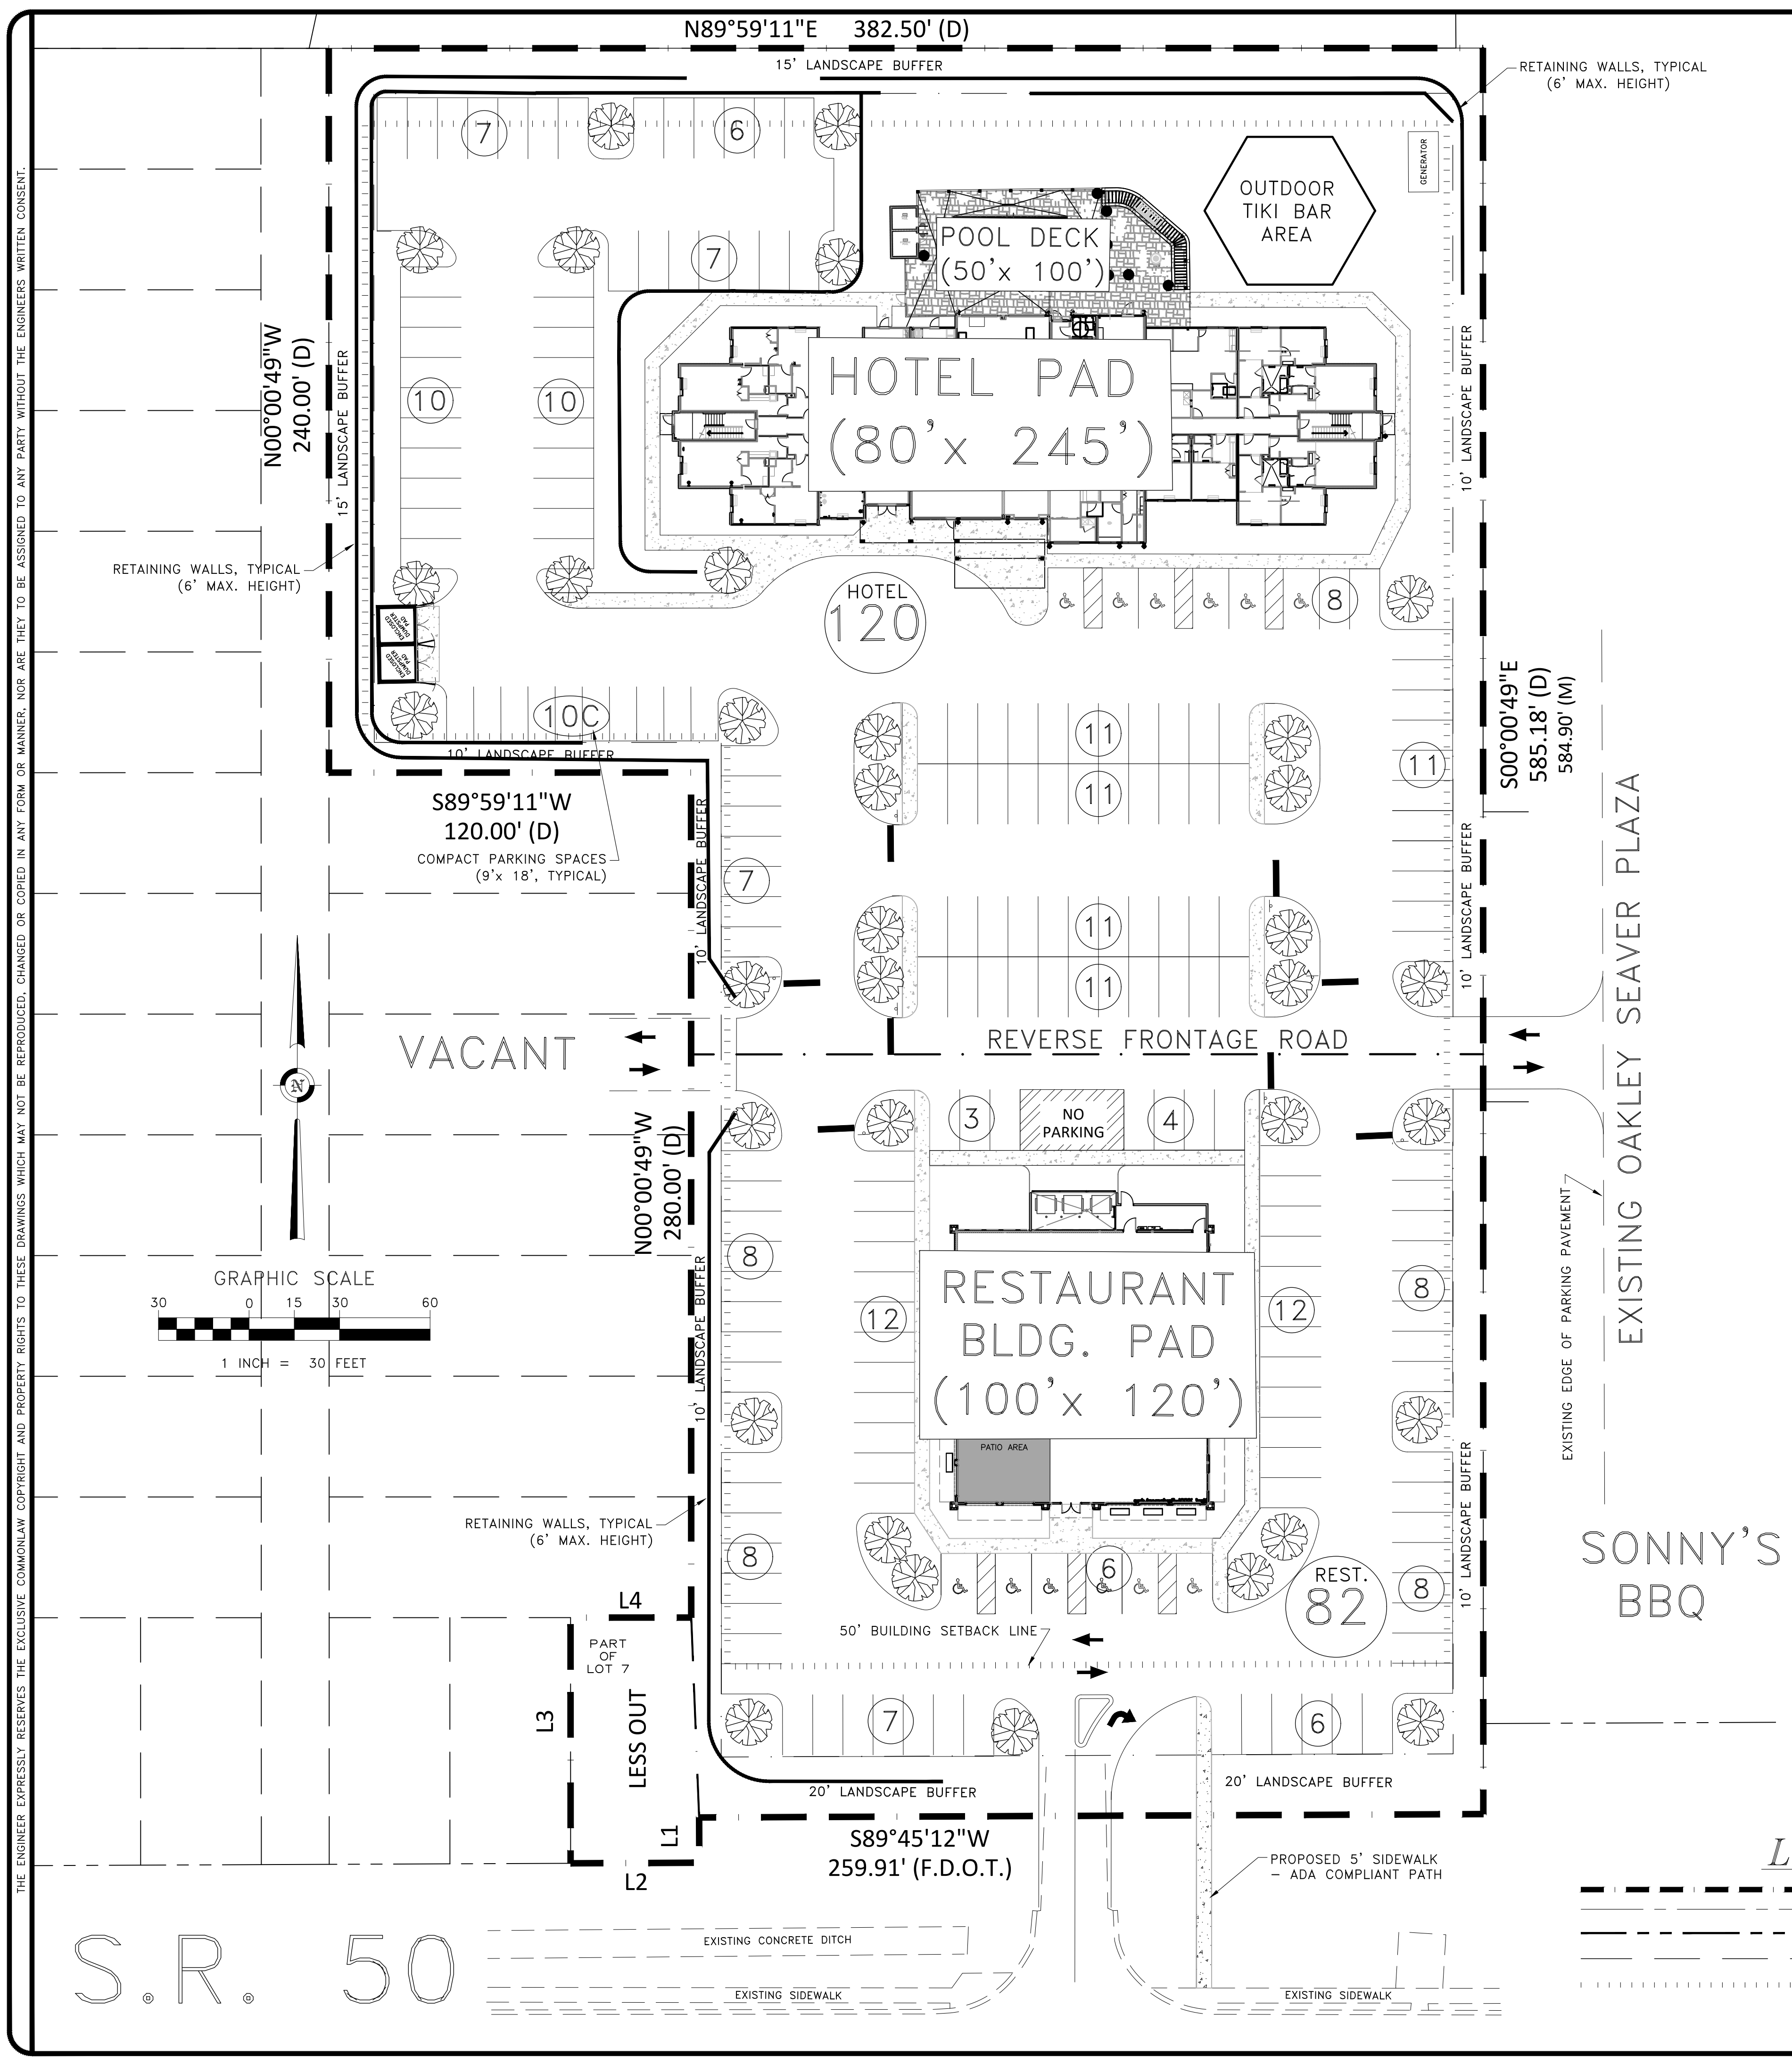 N89°59'11"E 382.50' (D)
15' LANDSCAPE BUFFER
RETAINING WALLS, TYPICAL
(6' MAX. HEIGHT)
7
6
GENERATOR
OUTDOOR
TIKI BAR
AREA
POOL DECK
(50'x 100')
7
N00°00'49"W
240.00' (D)
15' LANDSCAPE BUFFER
10
10
HOTEL PAD
(80'x 245')
10' LANDSCAPE BUFFER
RETAINING WALLS, TYPICAL
(6' MAX. HEIGHT)
HOTEL
120
8
ENCLOSED
DUMPSTER
PAD
ENCLOSED
DUMPSTER
PAD
10C
10' LANDSCAPE BUFFER
S89°59'11"W
120.00' (D)
COMPACT PARKING SPACES
(9'x 18', TYPICAL)
11
11
11
S00°00'49"E
585.18' (D)
584.90' (M)
10' LANDSCAPE BUFFER
7
10' LANDSCAPE BUFFER
11
11
EXISTING OAKLEY SEAVER PLAZA
VACANT
REVERSE FRONTAGE ROAD
N
3
NO
PARKING
4
N00°00'49"W
280.00' (D)
GRAPHIC SCALE
30 0 15 30 60
1 INCH = 30 FEET
10' LANDSCAPE BUFFER
8
12
RESTAURANT
BLDG. PAD
(100'x 120')
12
8
EXISTING EDGE OF PARKING PAVEMENT
PATIO AREA
RETAINING WALLS, TYPICAL
(6' MAX. HEIGHT)
8
6
REST.
82
8
10' LANDSCAPE BUFFER
SONNY'S
BBQ
L4
PART
OF
LOT 7
50' BUILDING SETBACK LINE
L3
LESS OUT
7
6
20' LANDSCAPE BUFFER
20' LANDSCAPE BUFFER
L1
L2
S89°45'12"W
259.91' (F.D.O.T.)
PROPOSED 5' SIDEWALK
– ADA COMPLIANT PATH
L
S.R. 50
EXISTING CONCRETE DITCH
EXISTING SIDEWALK
EXISTING SIDEWALK
THE ENGINEER EXPRESSLY RESERVES THE EXCLUSIVE COMMONLAW COPYRIGHT AND PROPERTY RIGHTS TO THESE DRAWINGS WHICH MAY NOT BE REPRODUCED, CHANGED OR COPIED IN ANY FORM OR MANNER, NOR ARE THEY TO BE ASSIGNED TO ANY PARTY WITHOUT THE ENGINEERS WRITTEN CONSENT.